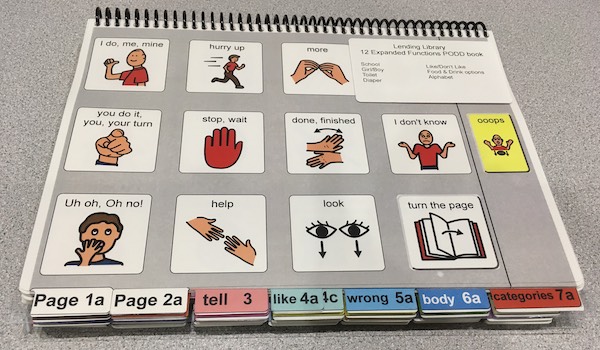 I do, me, mine
hurry up
more
Lending Library
12 Expanded Functions PODD book
School
Girl/Boy
Toilet
Diaper
Like/Don't Like
Food & Drink options
Alphabet
you do it,
you, your turn
stop, wait
done, finished
I don't know
ooops
Uh oh, Oh no!
help
look
turn the page
Page 1a
Page 2a
tell 3
like 4a
4c
wrong 5a
body 6a
categories 7a